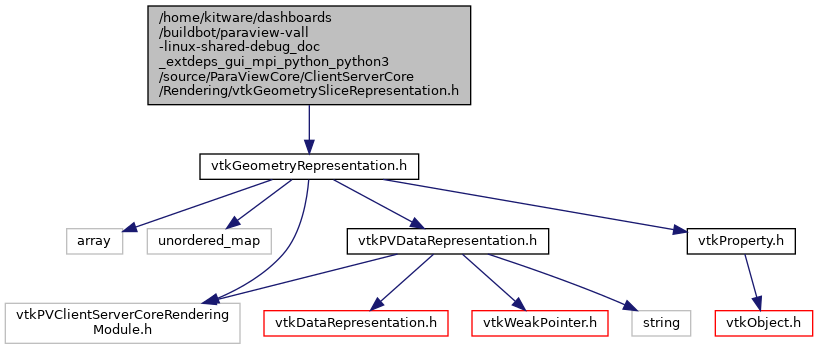 /home/kitware/dashboards
/buildbot/paraview-vall
-linux-shared-debug_doc
_extdeps_gui_mpi_python_python3
/source/ParaViewCore/ClientServerCore
/Rendering/vtkGeometrySliceRepresentation.h
vtkGeometryRepresentation.h
array
unordered_map
vtkPVDataRepresentation.h
vtkProperty.h
vtkPVClientServerCoreRendering
Module.h
vtkDataRepresentation.h
vtkWeakPointer.h
string
vtkObject.h